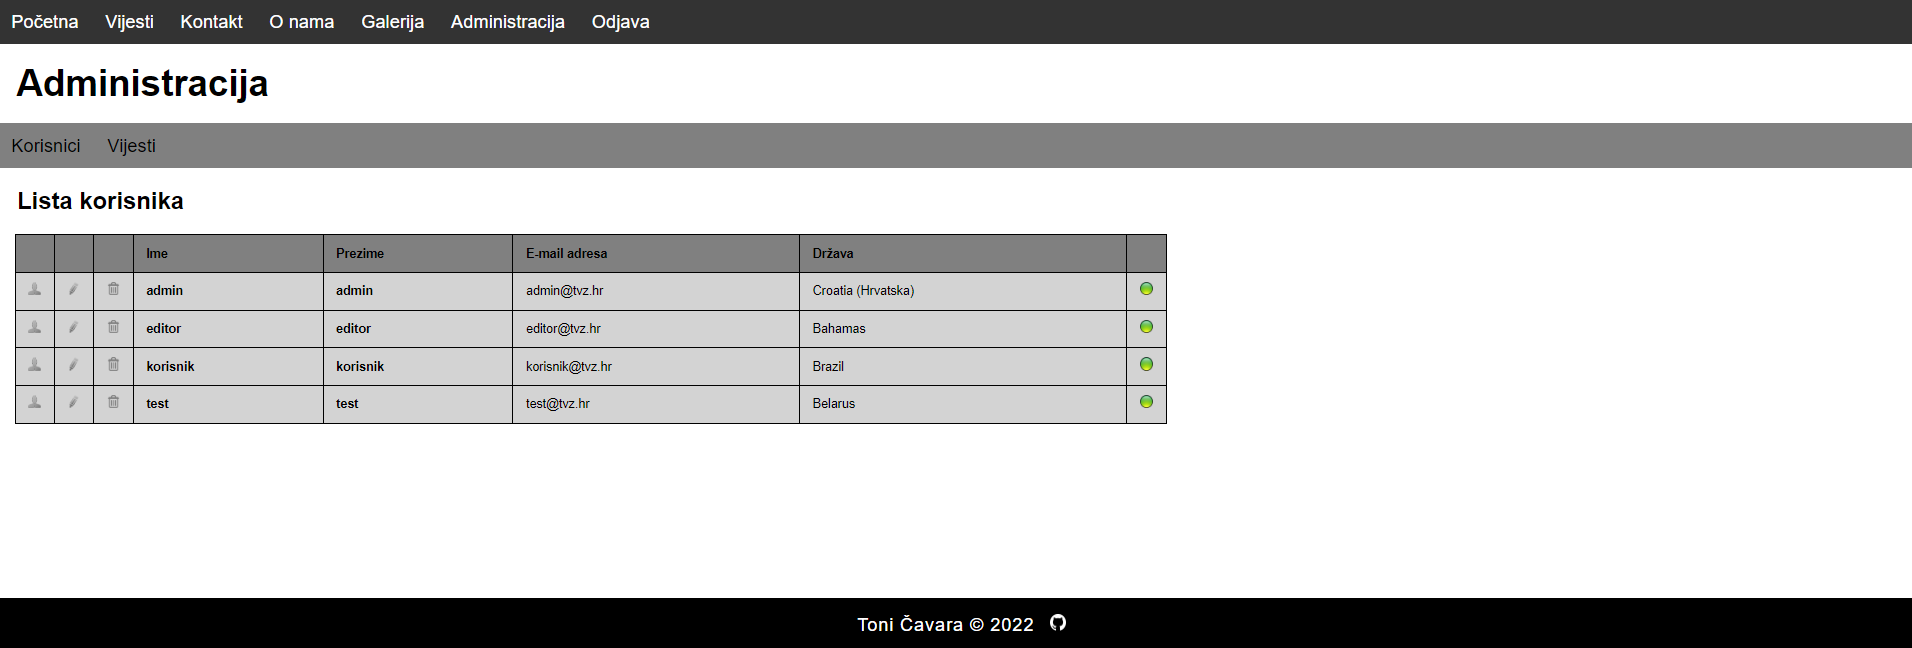 Početna Vijesti Kontakt O nama Galerija Administracija Odjava
Administracija
Korisnici Vijesti
Lista korisnika
Ime Prezime E-mail adresa Država
admin admin admin@tvz.hr Croatia (Hrvatska)
editor editor editor@tvz.hr Bahamas
korisnik korisnik korisnik@tvz.hr Brazil
test test test@tvz.hr Belarus
Toni Čavara © 2022